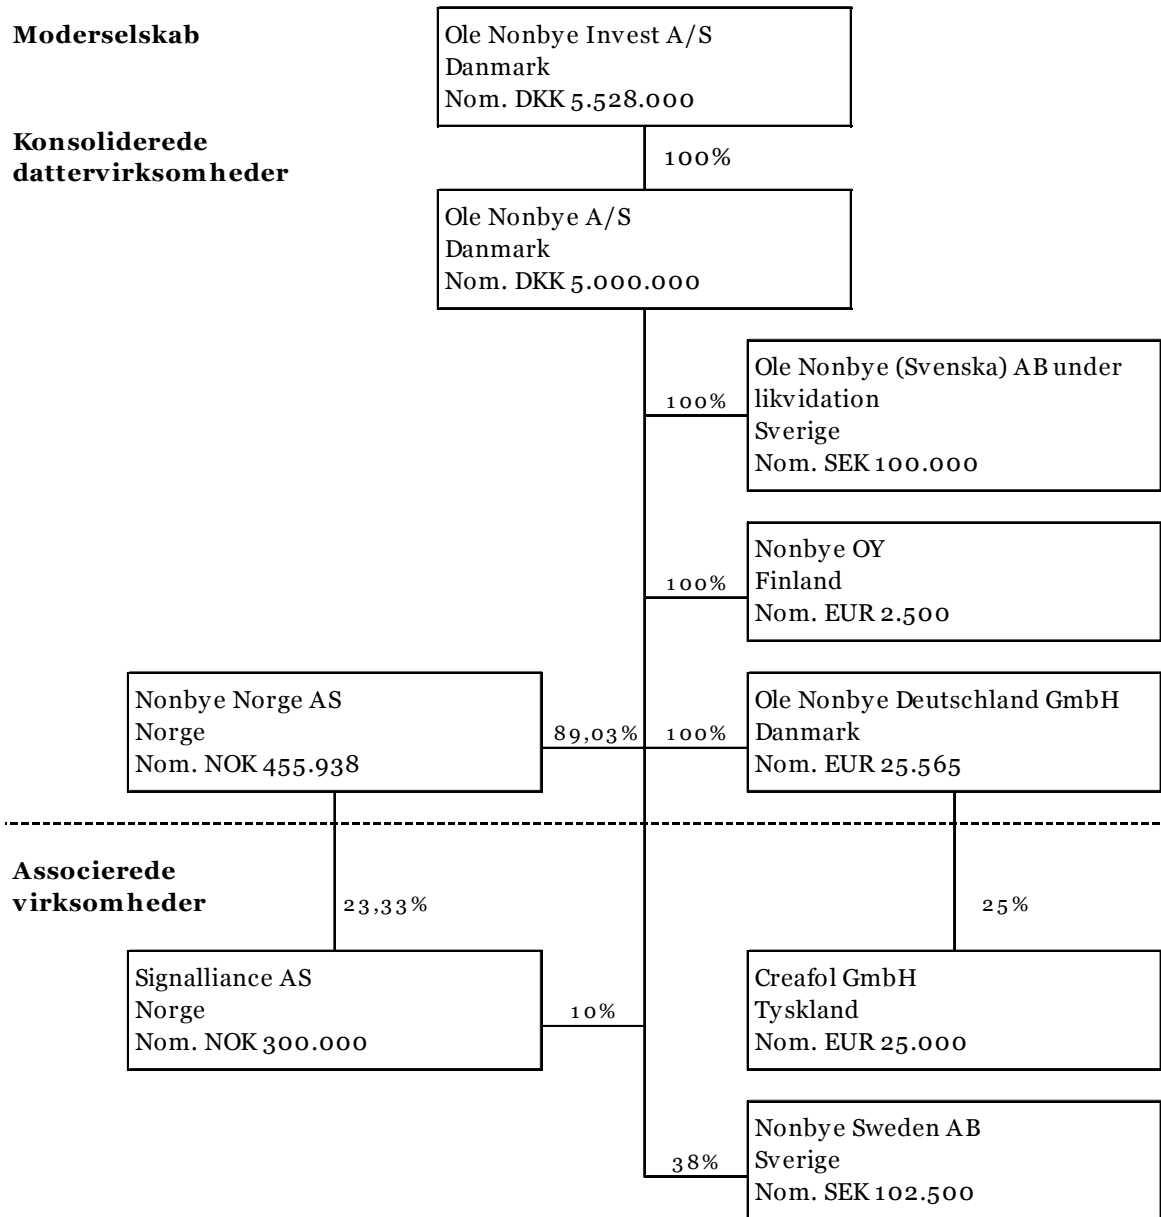 Moderselskab
Ole Nonbye Invest A/S
Danmark
Nom. DKK 5.528.000
Konsoliderede
dattervirksomheder
100%
Ole Nonbye A/S
Danmark
Nom. DKK 5.000.000
Ole Nonbye (Svenska) AB under
likvidation
Sverige
Nom. SEK 100.000
100%
Nonbye OY
Finland
Nom. EUR 2.500
100%
Nonbye Norge AS
Norge
Nom. NOK 455.938
89,03%
100%
Ole Nonbye Deutschland GmbH
Danmark
Nom. EUR 25.565
Associerede
virksomheder
23,33%
25%
Signalliance AS
Norge
Nom. NOK 300.000
10%
Creafol GmbH
Tyskland
Nom. EUR 25.000
38%
Nonbye Sweden AB
Sverige
Nom. SEK 102.500